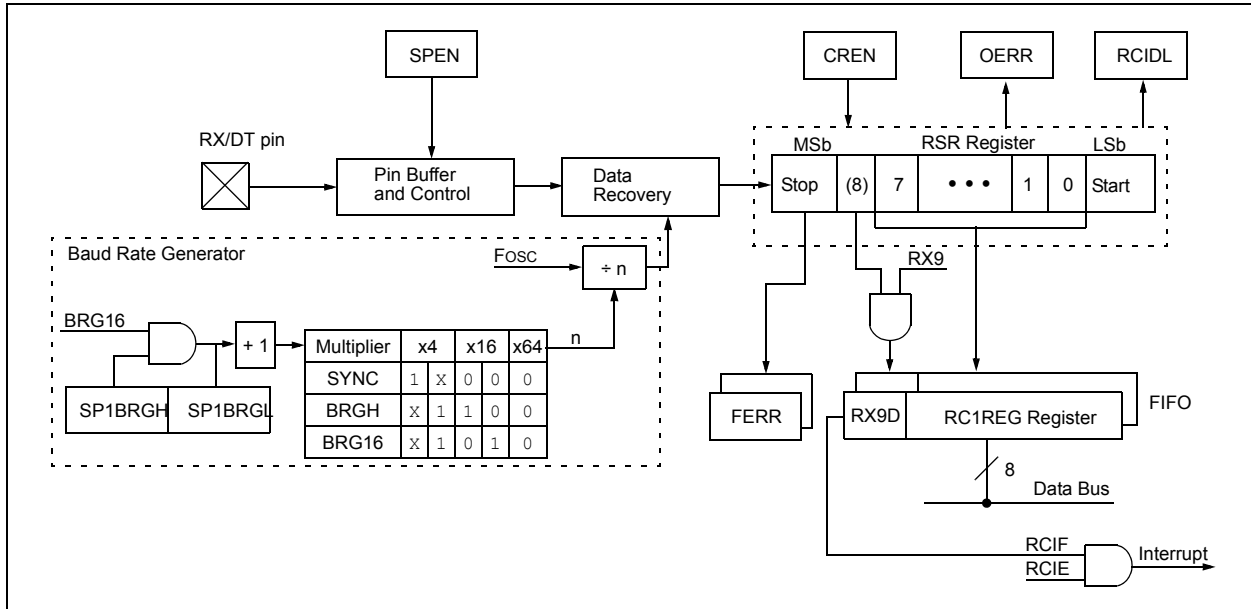 SPEN
CREN
OERR
RCIDL
RX/DT pin
Pin Buffer
and Control
Data
Recovery
MSb
RSR Register
LSb
Stop (8) 7 • • • 1 0 Start
Baud Rate Generator
FOSC
÷ n
RX9
BRG16
+ 1
n
Multiplier x4 x16 x64
SYNC 1 X 0 0 0
BRGH X 1 1 0 0
BRG16 X 1 0 1 0
SP1BRGH SP1BRGL
FERR
RX9D
RC1REG Register
FIFO
8
Data Bus
RCIF
RCIE
Interrupt